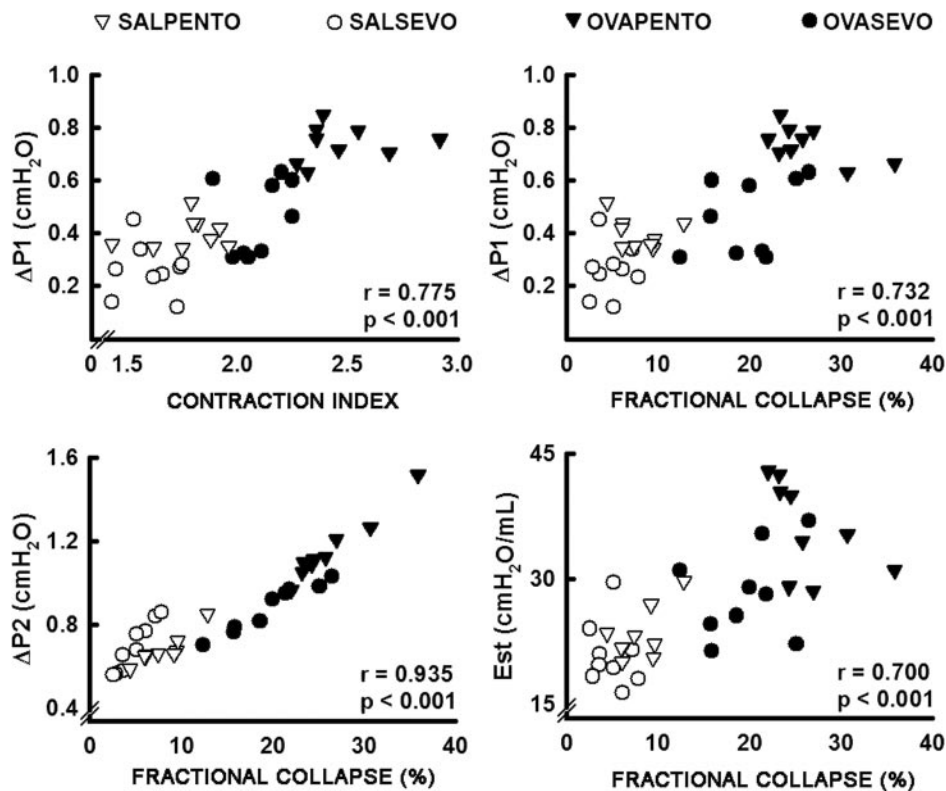 SALPENTO SALSEVO OVAPENTO OVASEVO
ΔP1 (cmH₂O)
1.0
0.8
0.6
0.4
0.2
r = 0.775
p < 0.001
0 1.5 2.0 2.5 3.0
CONTRACTION INDEX
ΔP1 (cmH₂O)
1.0
0.8
0.6
0.4
0.2
r = 0.732
p < 0.001
0 10 20 30 40
FRACTIONAL COLLAPSE (%)
ΔP2 (cmH₂O)
1.6
1.2
0.8
0.4
r = 0.935
p < 0.001
0 10 20 30 40
FRACTIONAL COLLAPSE (%)
Est (cmH₂O/mL)
45
30
15
r = 0.700
p < 0.001
0 10 20 30 40
FRACTIONAL COLLAPSE (%)